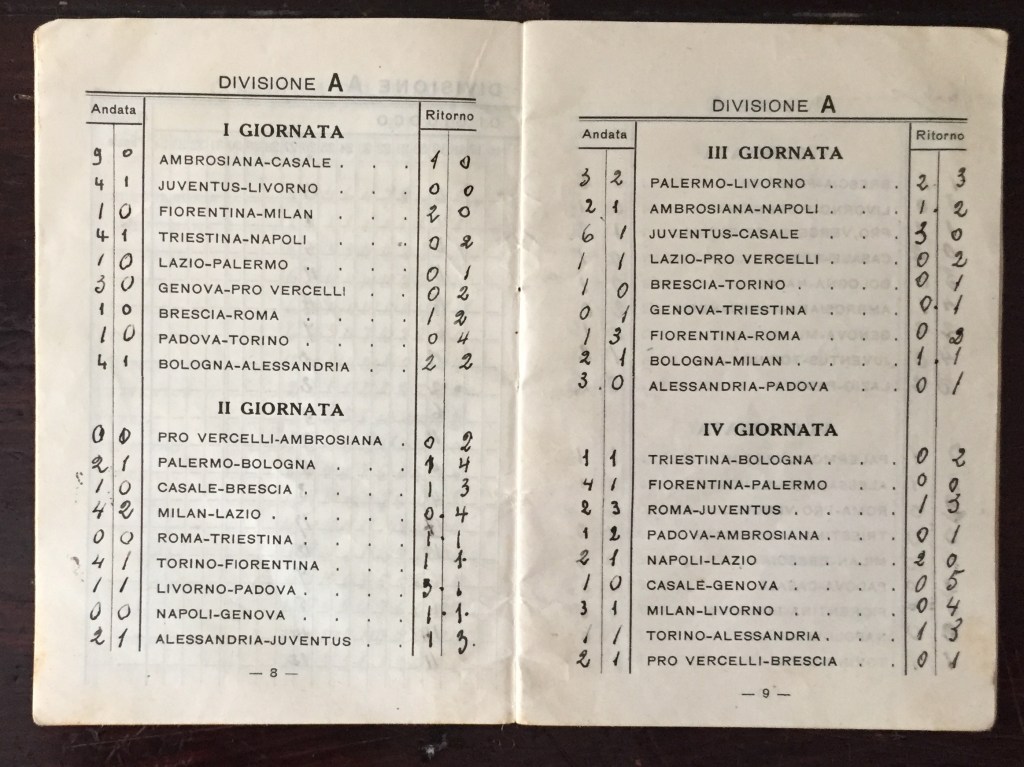 DIVISIONE A
Andata Ritorno
I GIORNATA
9 0 AMBROSIANA-CASALE . . . 1 0
4 1 JUVENTUS-LIVORNO . . . 0 0
1 0 FIORENTINA-MILAN . . . 2 0
4 1 TRIESTINA-NAPOLI . . . 0 2
1 0 LAZIO-PALERMO . . . . 0 1
3 0 GENOVA-PRO VERCELLI . . 0 2
1 0 BRESCIA-ROMA . . . . 1 2
1 0 PADOVA-TORINO . . . . 0 4
4 1 BOLOGNA-ALESSANDRIA . . 2 2
II GIORNATA
0 0 PRO VERCELLI-AMBROSIANA . 0 2
2 1 PALERMO-BOLOGNA . . . 1 4
1 0 CASALE-BRESCIA . . . . 1 3
4 2 MILAN-LAZIO . . . . . 0 4
0 0 ROMA-TRIESTINA . . . . 1 1
4 1 TORINO-FIORENTINA . . . 1 1
1 1 LIVORNO-PADOVA . . . . 3 1
0 0 NAPOLI-GENOVA . . . . 1 1
2 1 ALESSANDRIA-JUVENTUS . . 1 3
— 8 —
DIVISIONE A
Andata Ritorno
III GIORNATA
3 2 PALERMO-LIVORNO . . . 2 3
2 1 AMBROSIANA-NAPOLI . . . 1 2
6 1 JUVENTUS-CASALE . . . 3 0
1 1 LAZIO-PRO VERCELLI . . . 0 2
1 0 BRESCIA-TORINO . . . . 0 1
0 1 GENOVA-TRIESTINA . . . 0 1
1 3 FIORENTINA-ROMA . . . 0 2
2 1 BOLOGNA-MILAN . . . . 1 1
3 0 ALESSANDRIA-PADOVA . . . 0 1
IV GIORNATA
1 1 TRIESTINA-BOLOGNA . . . 0 2
4 1 FIORENTINA-PALERMO . . . 0 0
2 3 ROMA-JUVENTUS . . . . 1 3
1 2 PADOVA-AMBROSIANA . . . 0 1
2 1 NAPOLI-LAZIO . . . . 2 0
1 0 CASALE-GENOVA . . . . 0 5
3 1 MILAN-LIVORNO . . . . 0 4
1 1 TORINO-ALESSANDRIA . . . 1 3
2 1 PRO VERCELLI-BRESCIA . . 0 1
— 9 —